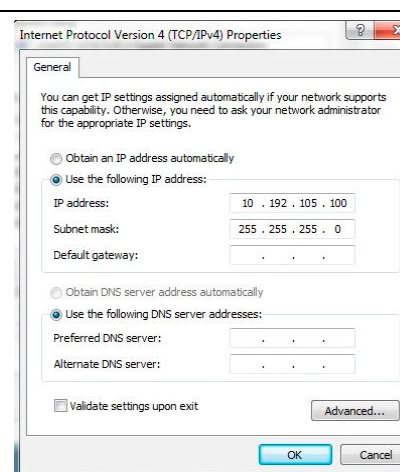 Internet Protocol Version 4 (TCP/IPv4) Properties
General
You can get IP settings assigned automatically if your network supports
this capability. Otherwise, you need to ask your network administrator
for the appropriate IP settings.
Obtain an IP address automatically
Use the following IP address:
IP address: 10 . 192 . 105 . 100
Subnet mask: 255 . 255 . 255 . 0
Default gateway: . . .
Obtain DNS server address automatically
Use the following DNS server addresses:
Preferred DNS server: . . .
Alternate DNS server: . . .
Validate settings upon exit
Advanced...
OK Cancel